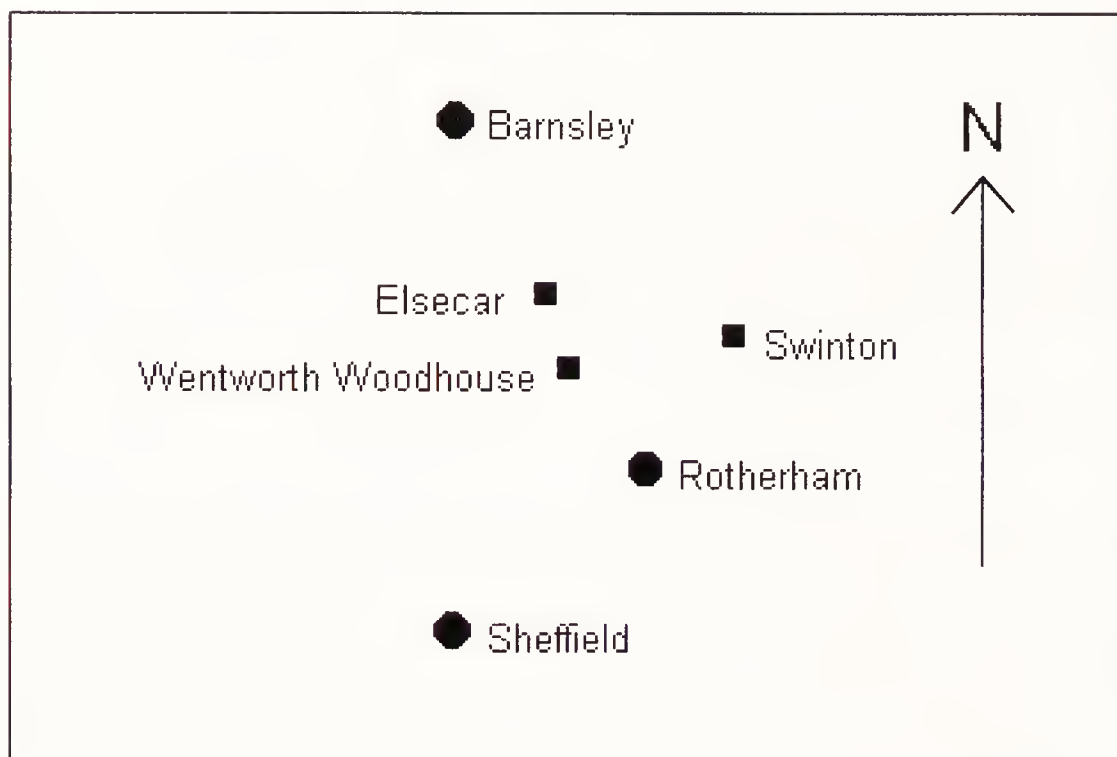 Barnsley
N
Elsecar
Swinton
Wentworth Woodhouse
Rotherham
Sheffield